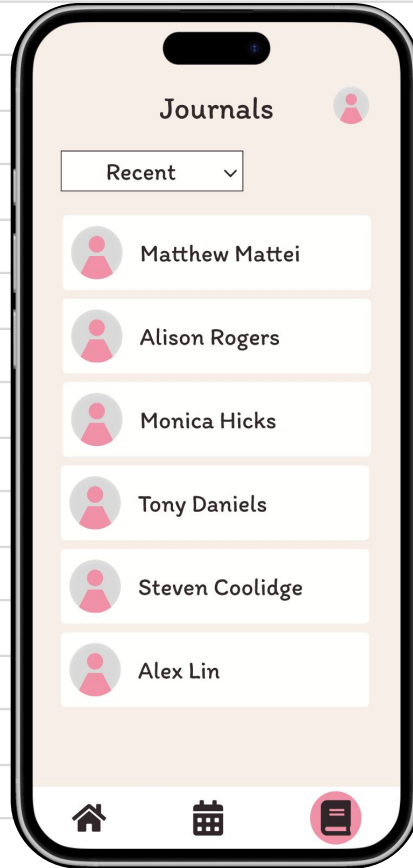 Journals
Recent
Matthew Mattei
Alison Rogers
Monica Hicks
Tony Daniels
Steven Coolidge
Alex Lin